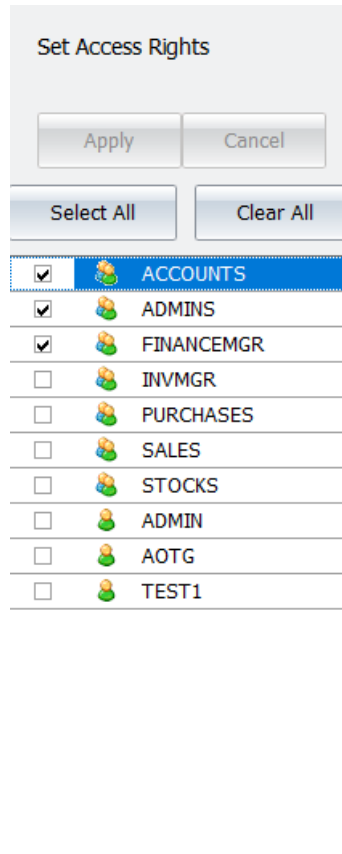 Set Access Rights
Apply Cancel
Select All Clear All
ACCOUNTS
ADMINS
FINANCEMGR
INVMGR
PURCHASES
SALES
STOCKS
ADMIN
AOTG
TEST1